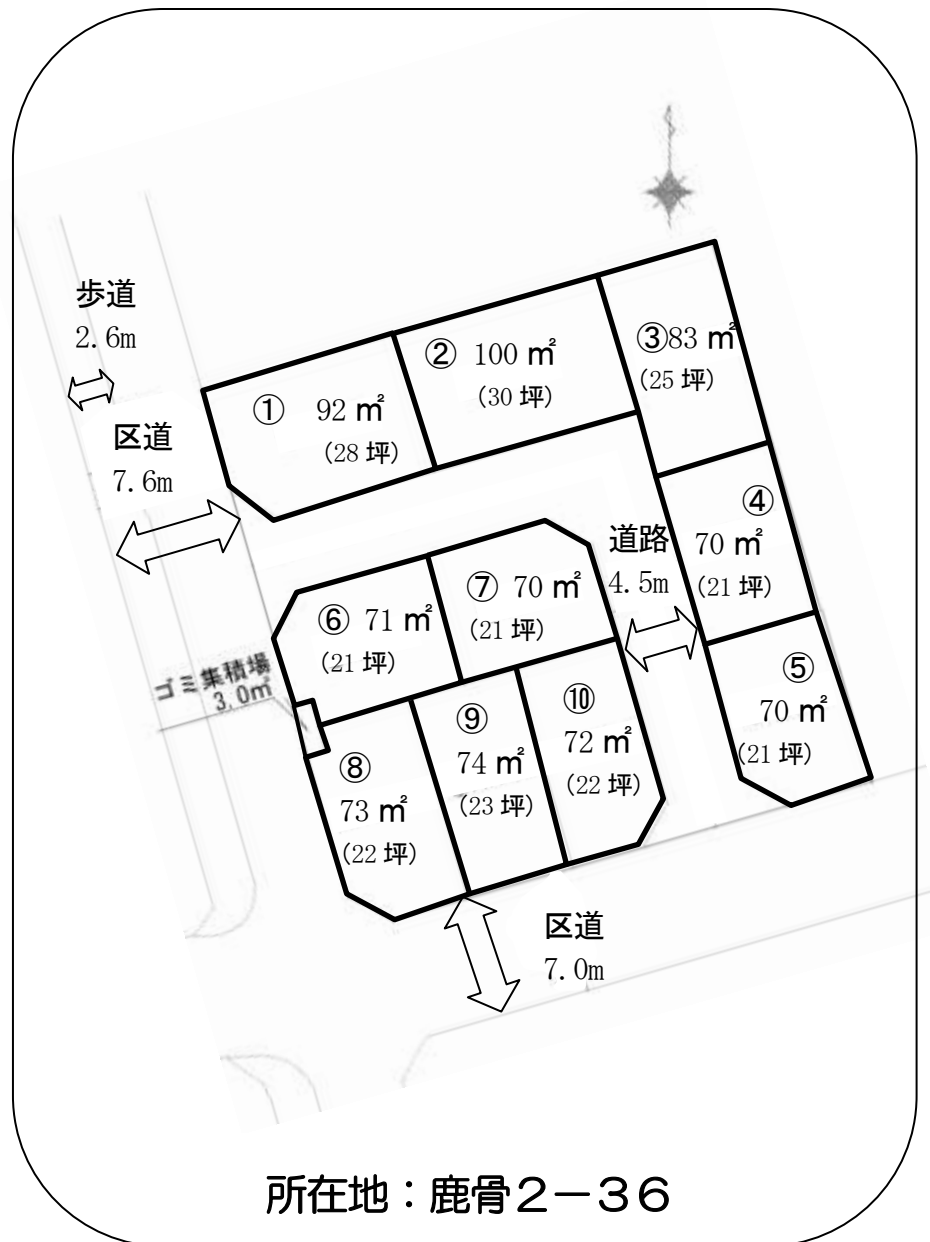 歩道
2.6m
区道
7.6m
① 92 ㎡
(28 坪)
② 100 ㎡
(30 坪)
③83 ㎡
(25 坪)
④
70 ㎡
(21 坪)
⑤
70 ㎡
(21 坪)
道路
4.5m
⑥ 71 ㎡
(21 坪)
⑦ 70 ㎡
(21 坪)
ゴミ集積場
3.0㎡
⑧
73 ㎡
(22 坪)
⑨
74 ㎡
(23 坪)
⑩
72 ㎡
(22 坪)
区道
7.0m
所在地：鹿骨２－３６